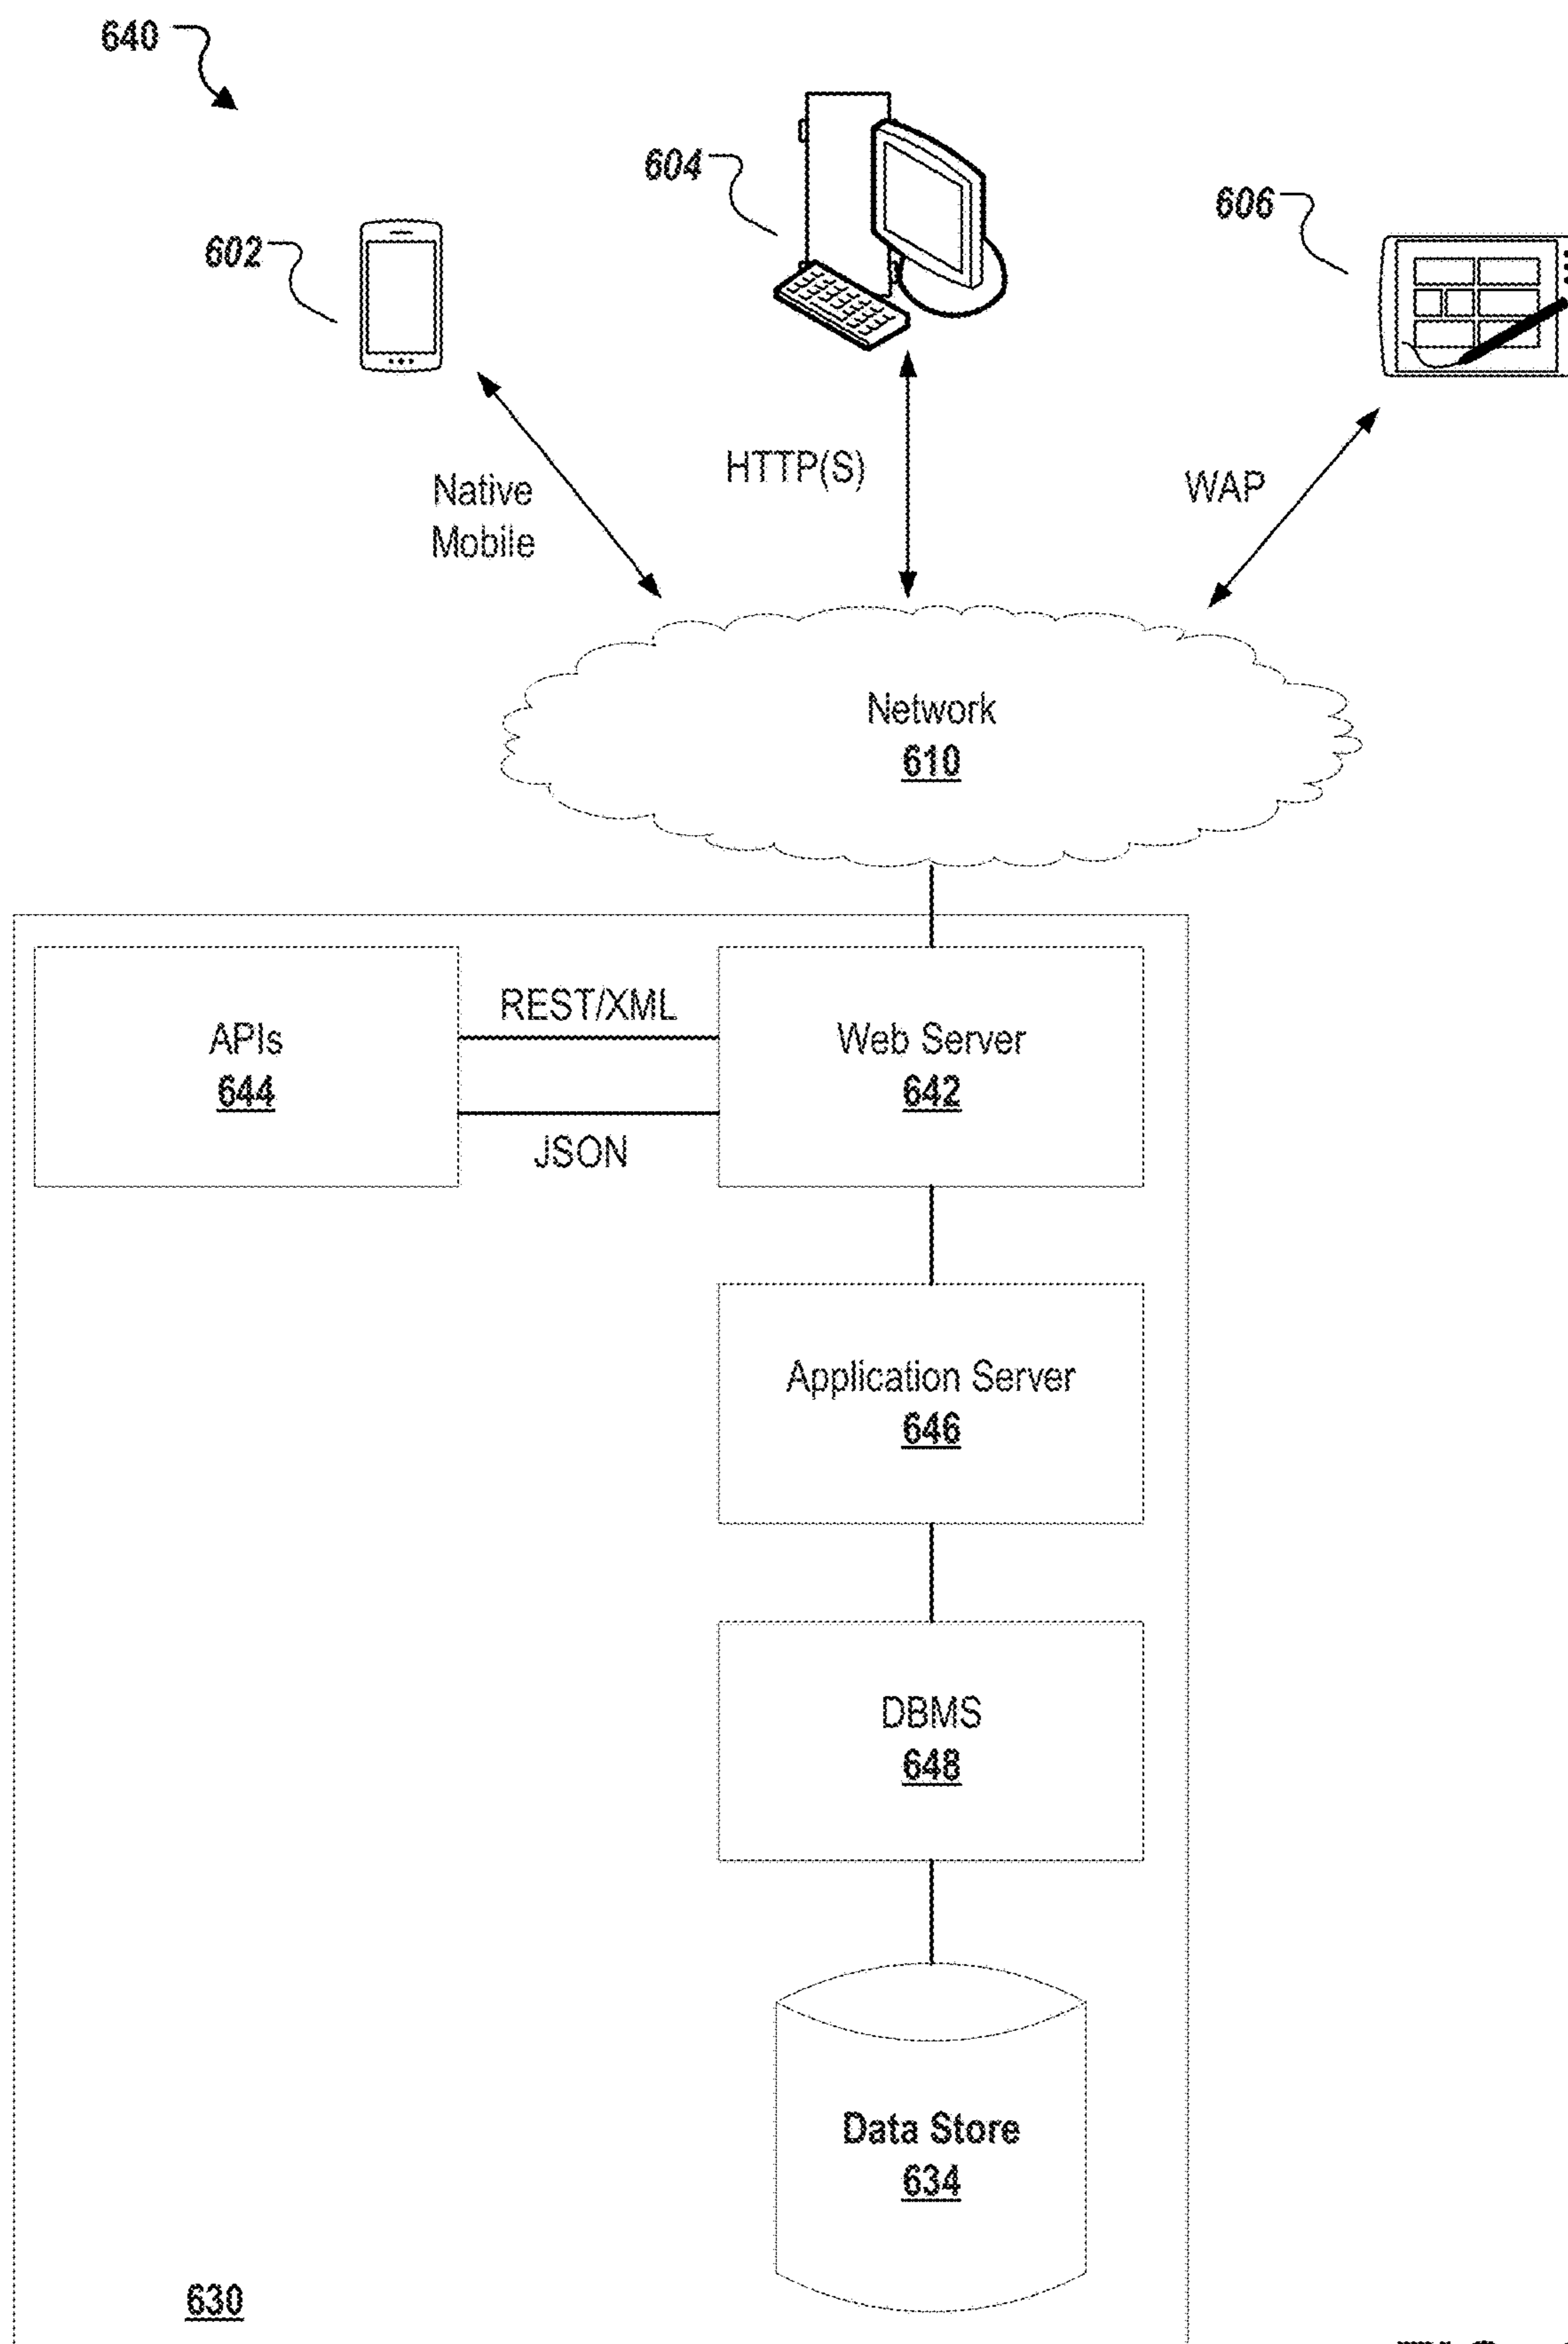 640
604
606
602
HTTP(S)
WAP
Native
Mobile
Network
610
REST/XML
APIs
644
Web Server
642
JSON
Application Server
646
DBMS
648
Data Store
634
630